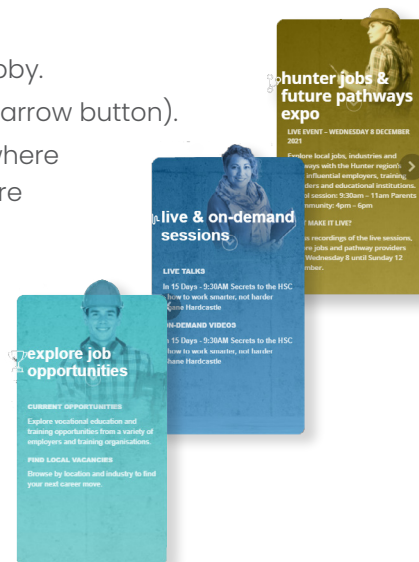 oby.
arrow button).
where
re
hunter jobs &
future pathways
expo
LIVE EVENT – WEDNESDAY 8 DECEMBER
2021
Explore local jobs, industries and
ways with the Hunter region's
influential employers, training
ders and educational institutions.
l session: 9:30am – 11am Parents
mmunity: 4pm – 6pm
MAKE IT LIVE?
s recordings of the live sessions,
re jobs and pathway providers
Wednesday 8 until Sunday 12
mber.
live & on-demand
sessions
LIVE TALKS
In 15 Days - 9:30AM Secrets to the HSC
how to work smarter, not harder
hane Hardcastle
ON-DEMAND VIDEOS
n 15 Days - 9:30AM Secrets to the HSC
how to work smarter, not harder
hane Hardcastle
explore job
opportunities
CURRENT OPPORTUNITIES
Explore vocational education and
training opportunities from a variety of
employers and training organisations.
FIND LOCAL VACANCIES
Browse by location and industry to find
your next career move.